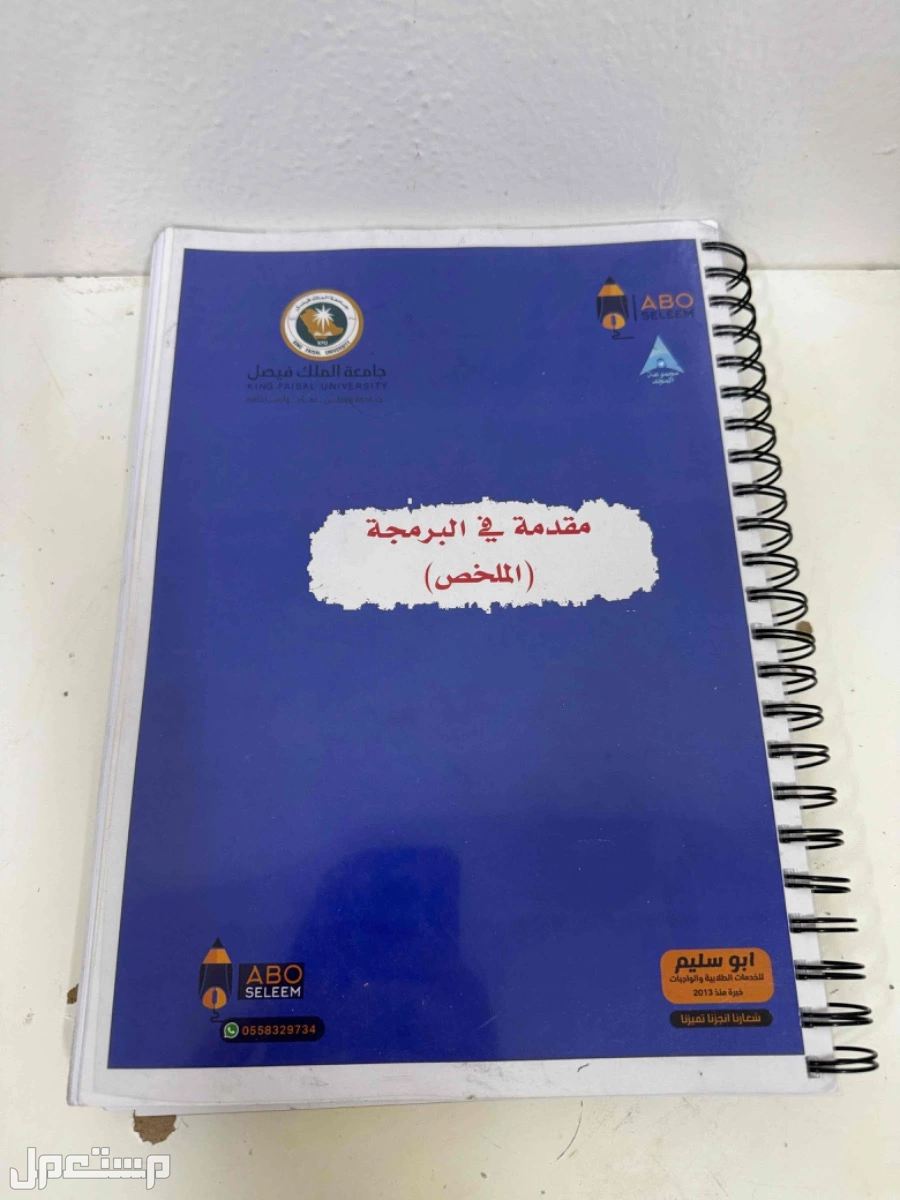 جامعة الملك فيصل
KING FAISAL UNIVERSITY
ABO
SELEEM
مقدمة في البرمجة
(الملخص)
ABO
SELEEM
0558329734
ابو سليم
للخدمات الطلابية والواجبات
خبرة منذ 2013
شعارنا انجزنا تميزنا
مستعمل